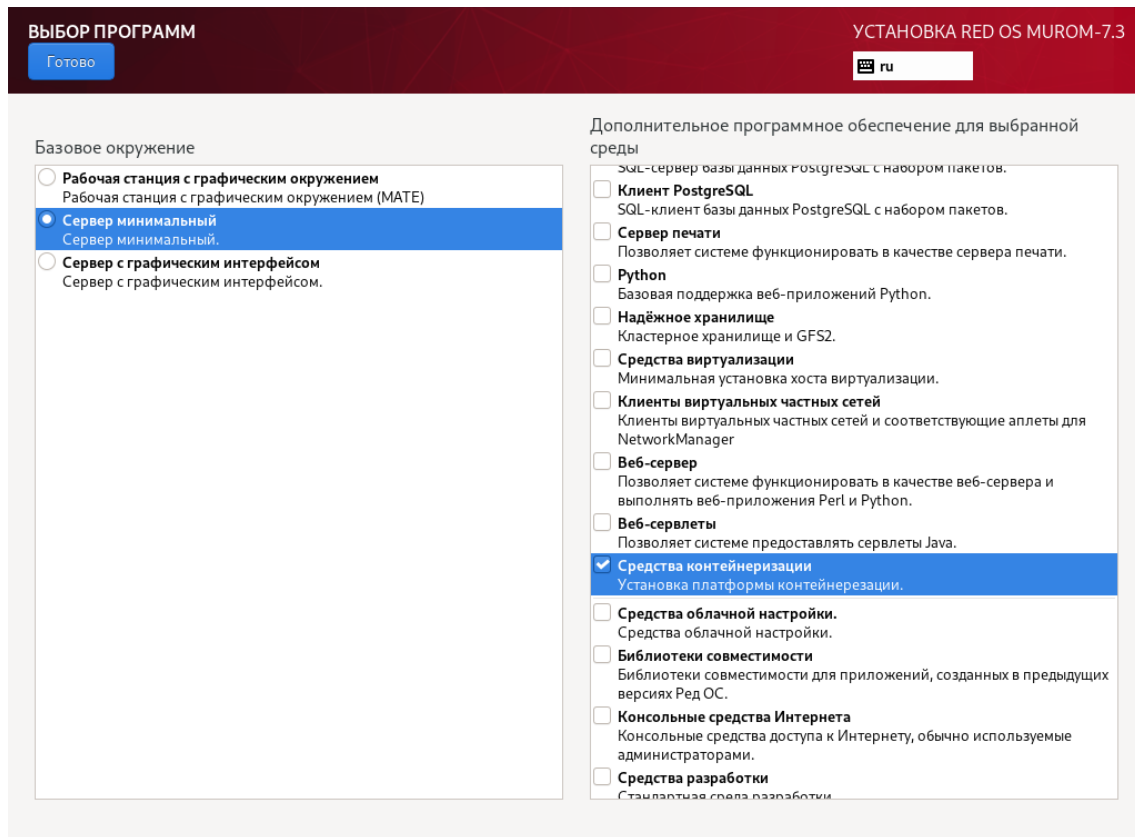 ВЫБОР ПРОГРАММ
Готово
УСТАНОВКА RED OS MUROM-7.3
ru
Базовое окружение
Рабочая станция с графическим окружением
Рабочая станция с графическим окружением (MATE)
Сервер минимальный
Сервер минимальный.
Сервер с графическим интерфейсом
Сервер с графическим интерфейсом.
Дополнительное программное обеспечение для выбранной
среды
SQL-сервер базы данных PostgreSQL с набором пакетов.
Клиент PostgreSQL
SQL-клиент базы данных PostgreSQL с набором пакетов.
Сервер печати
Позволяет системе функционировать в качестве сервера печати.
Python
Базовая поддержка веб-приложений Python.
Надёжное хранилище
Кластерное хранилище и GFS2.
Средства виртуализации
Минимальная установка хоста виртуализации.
Клиенты виртуальных частных сетей
Клиенты виртуальных частных сетей и соответствующие аплеты для
NetworkManager
Веб-сервер
Позволяет системе функционировать в качестве веб-сервера и
выполнять веб-приложения Perl и Python.
Веб-сервлеты
Позволяет системе предоставлять сервлеты Java.
Средства контейнеризации
Установка платформы контейнерезации.
Средства облачной настройки.
Средства облачной настройки.
Библиотеки совместимости
Библиотеки совместимости для приложений, созданных в предыдущих
версиях Ред ОС.
Консольные средства Интернета
Консольные средства доступа к Интернету, обычно используемые
администраторами.
Средства разработки
Стандартная среда разработки